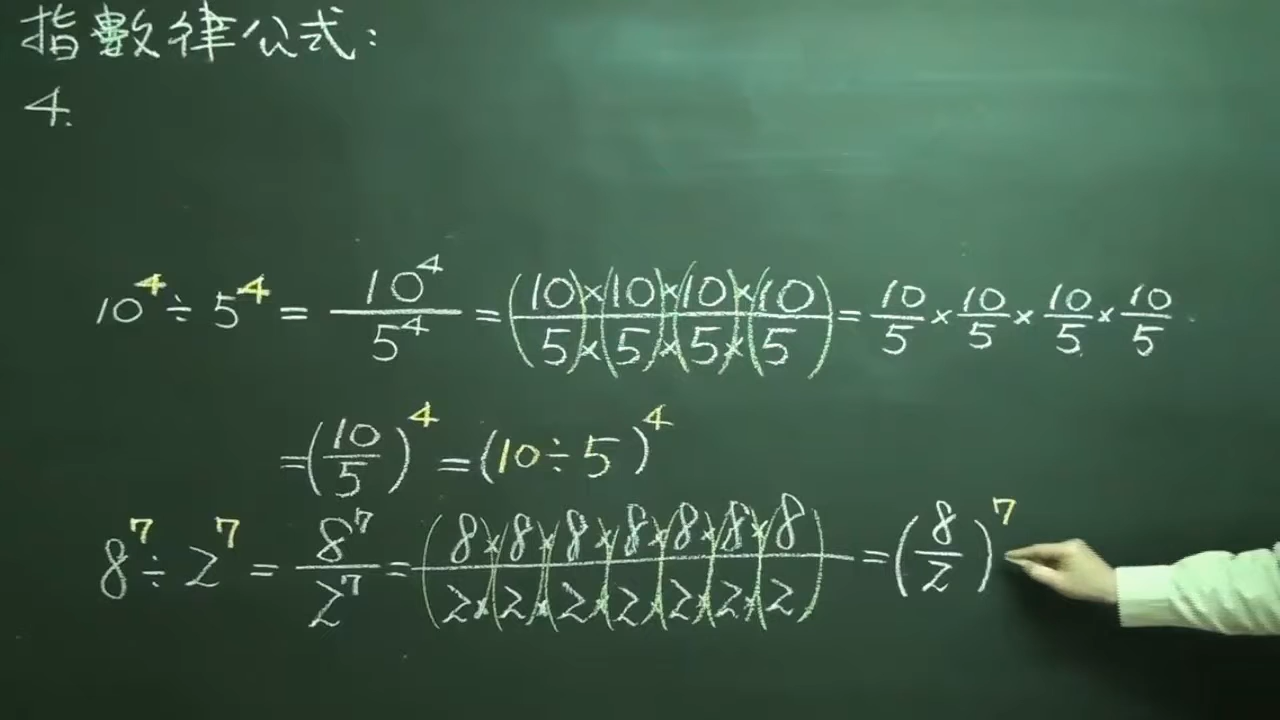 指數律公式:
4.
10⁴ ÷ 5⁴ = 10⁴/5⁴ = (10/5)×(10/5)×(10/5)×(10/5) = 10/5 × 10/5 × 10/5 × 10/5
= (10/5)⁴ = (10÷5)⁴
8⁷ ÷ 2⁷ = 8⁷/2⁷ = (8/2)×(8/2)×(8/2)×(8/2)×(8/2)×(8/2)×(8/2) = (8/2)⁷